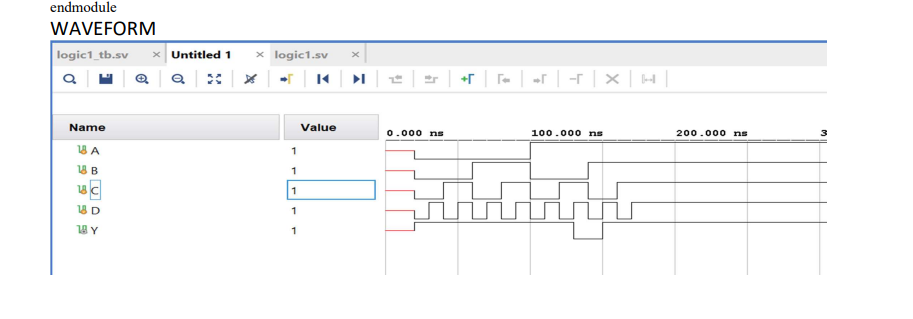 endmodule
WAVEFORM
logic1_tb.sv × Untitled 1 × logic1.sv ×
Name Value
0.000 ns 100.000 ns 200.000 ns 3
A 1
B 1
C 1
D 1
Y 1